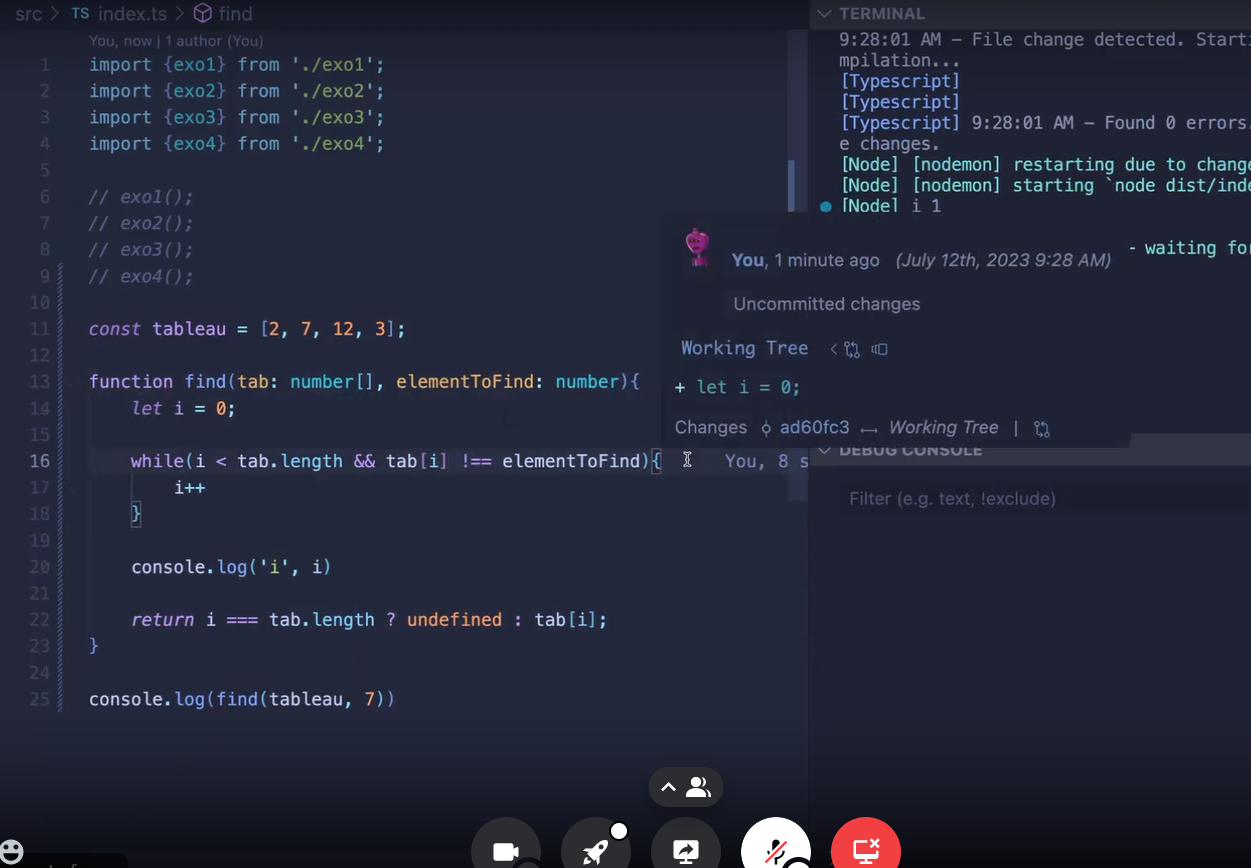 src > TS index.ts > find
You, now | 1 author (You)
1 import {exo1} from './exo1';
2 import {exo2} from './exo2';
3 import {exo3} from './exo3';
4 import {exo4} from './exo4';
5
6 // exo1();
7 // exo2();
8 // exo3();
9 // exo4();
10
11 const tableau = [2, 7, 12, 3];
12
13 function find(tab: number[], elementToFind: number){
14 let i = 0;
15
16 while(i < tab.length && tab[i] !== elementToFind){ You, 8 s
17 i++
18 }
19
20 console.log('i', i)
21
22 return i === tab.length ? undefined : tab[i];
23 }
24
25 console.log(find(tableau, 7))
TERMINAL
9:28:01 AM – File change detected. Starti
mpilation...
[Typescript]
[Typescript]
[Typescript] 9:28:01 AM – Found 0 errors.
e changes.
[Node] [nodemon] restarting due to change
[Node] [nodemon] starting `node dist/inde
[Node] i 1
- waiting for
You, 1 minute ago (July 12th, 2023 9:28 AM)
Uncommitted changes
Working Tree
+ let i = 0;
Changes ad60fc3 Working Tree |
DEBUG CONSOLE
Filter (e.g. text, !exclude)